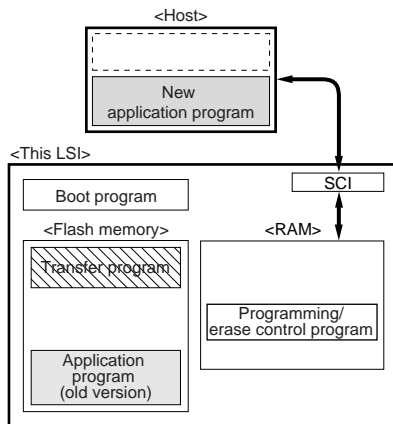 <Host>
New
application program
<This LSI>
SCI
Boot program
<Flash memory>
<RAM>
Transfer program
Programming/
erase control program
Application
program
(old version)